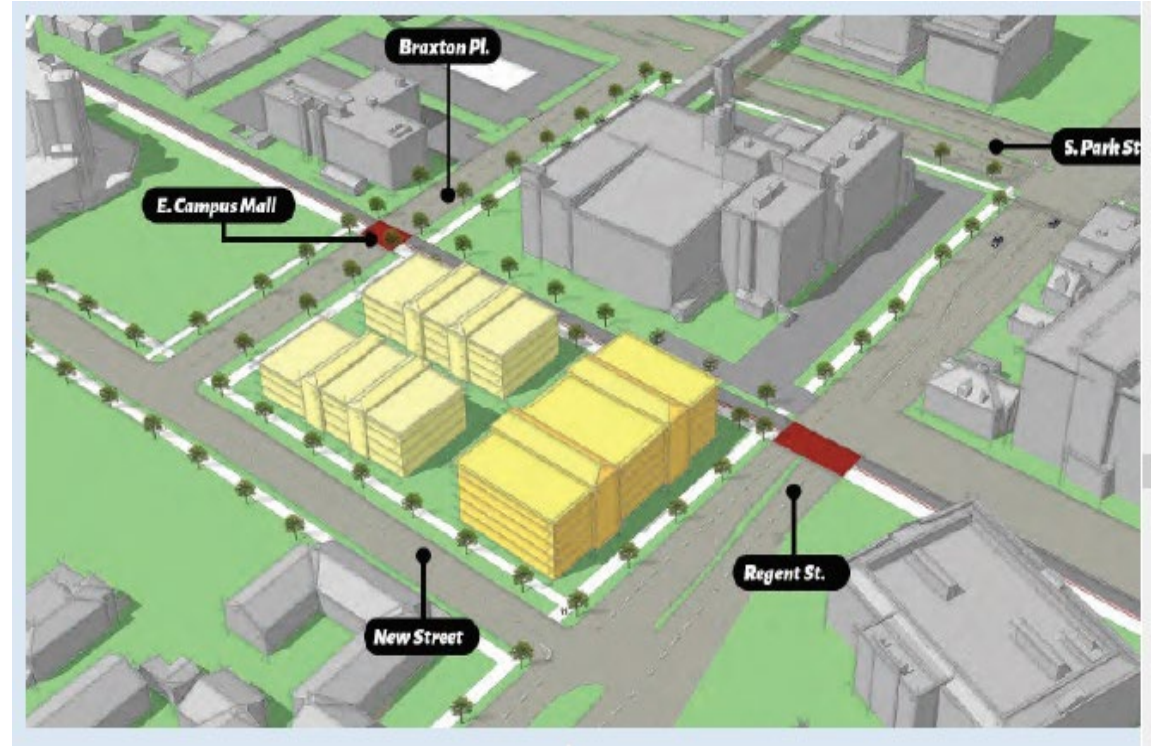 Braxton Pl.
S. Park St
E. Campus Mall
Regent St.
New Street